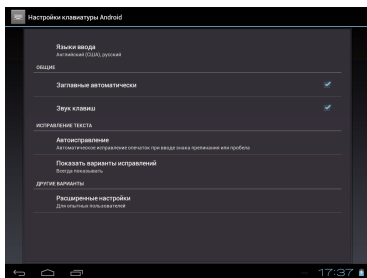 Настройки клавиатуры Android
Языки ввода
Английский (США), русский
ОБЩИЕ
Заглавные автоматически
Звук клавиш
ИСПРАВЛЕНИЕ ТЕКСТА
Автоисправление
Автоматическое исправление опечаток при вводе знака препинания или пробела
Показать варианты исправлений
Всегда показывать
ДРУГИЕ ВАРИАНТЫ
Расширенные настройки
Для опытных пользователей
17:37